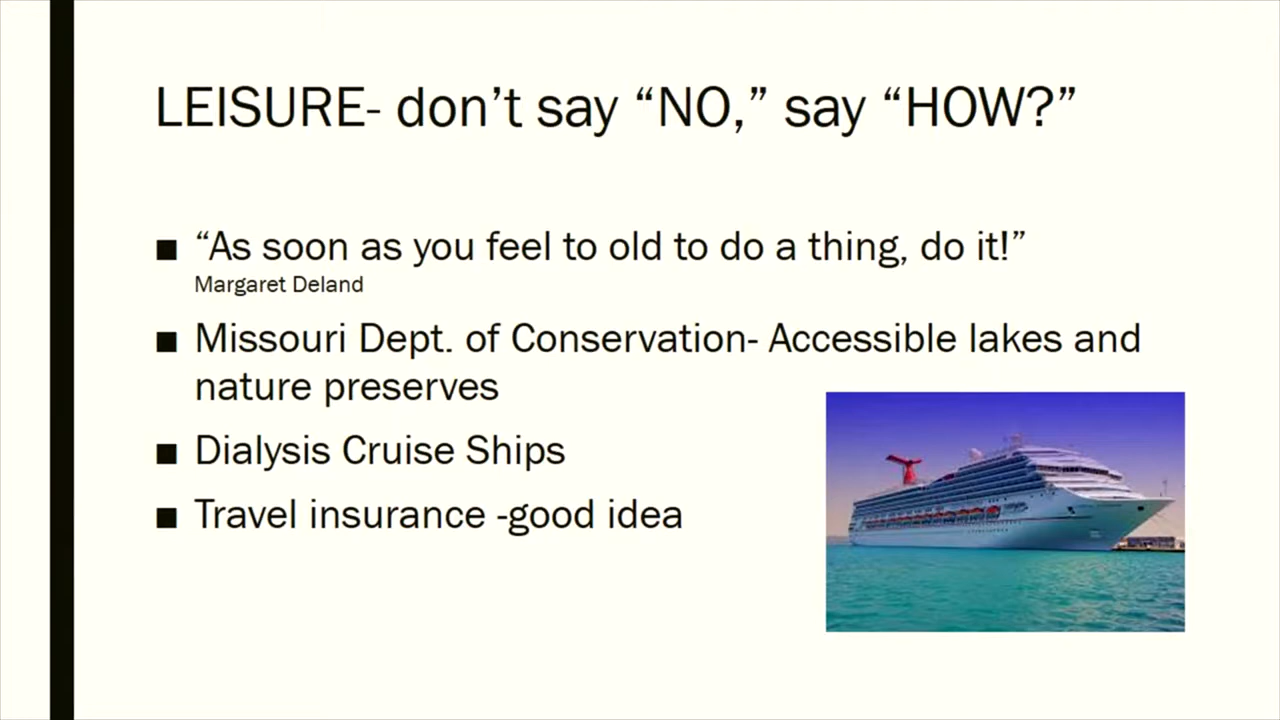 LEISURE- don’t say “NO,” say “HOW?”
■ “As soon as you feel to old to do a thing, do it!”
Margaret Deland
■ Missouri Dept. of Conservation- Accessible lakes and
nature preserves
■ Dialysis Cruise Ships
■ Travel insurance -good idea